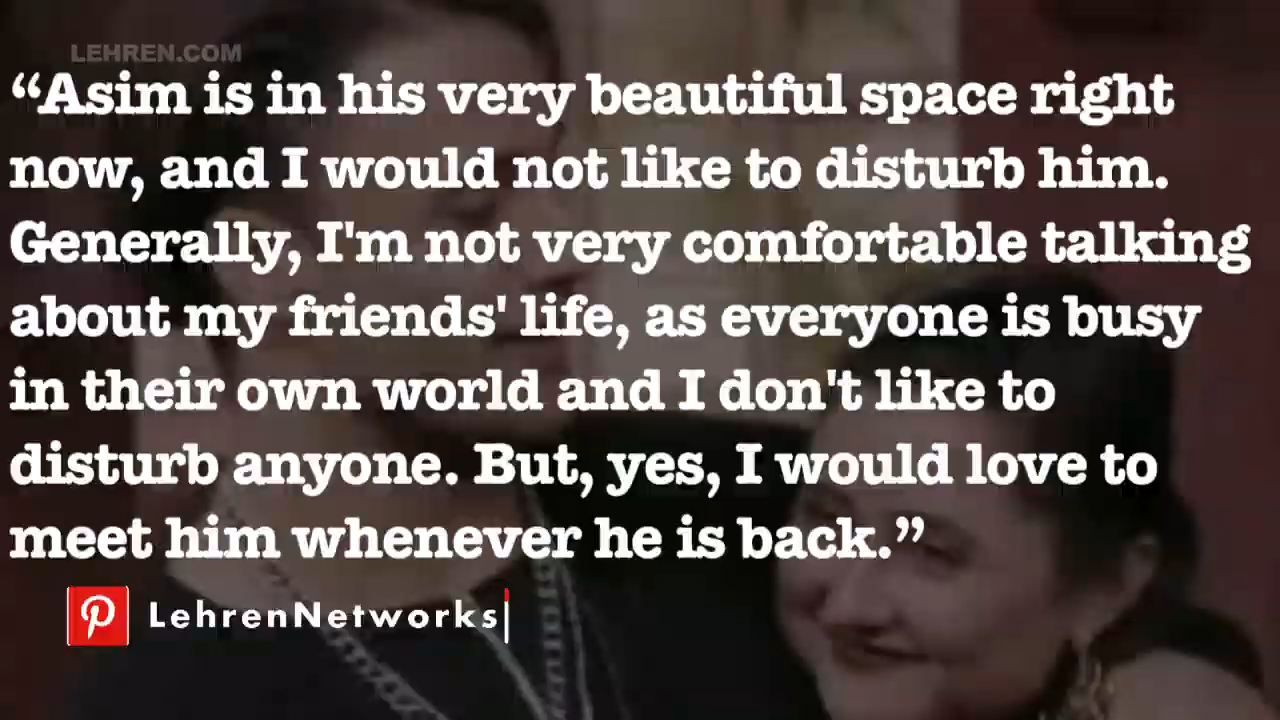 LEHREN.COM
“Asim is in his very beautiful space right
now, and I would not like to disturb him.
Generally, I'm not very comfortable talking
about my friends' life, as everyone is busy
in their own world and I don't like to
disturb anyone. But, yes, I would love to
meet him whenever he is back.”
LehrenNetworks